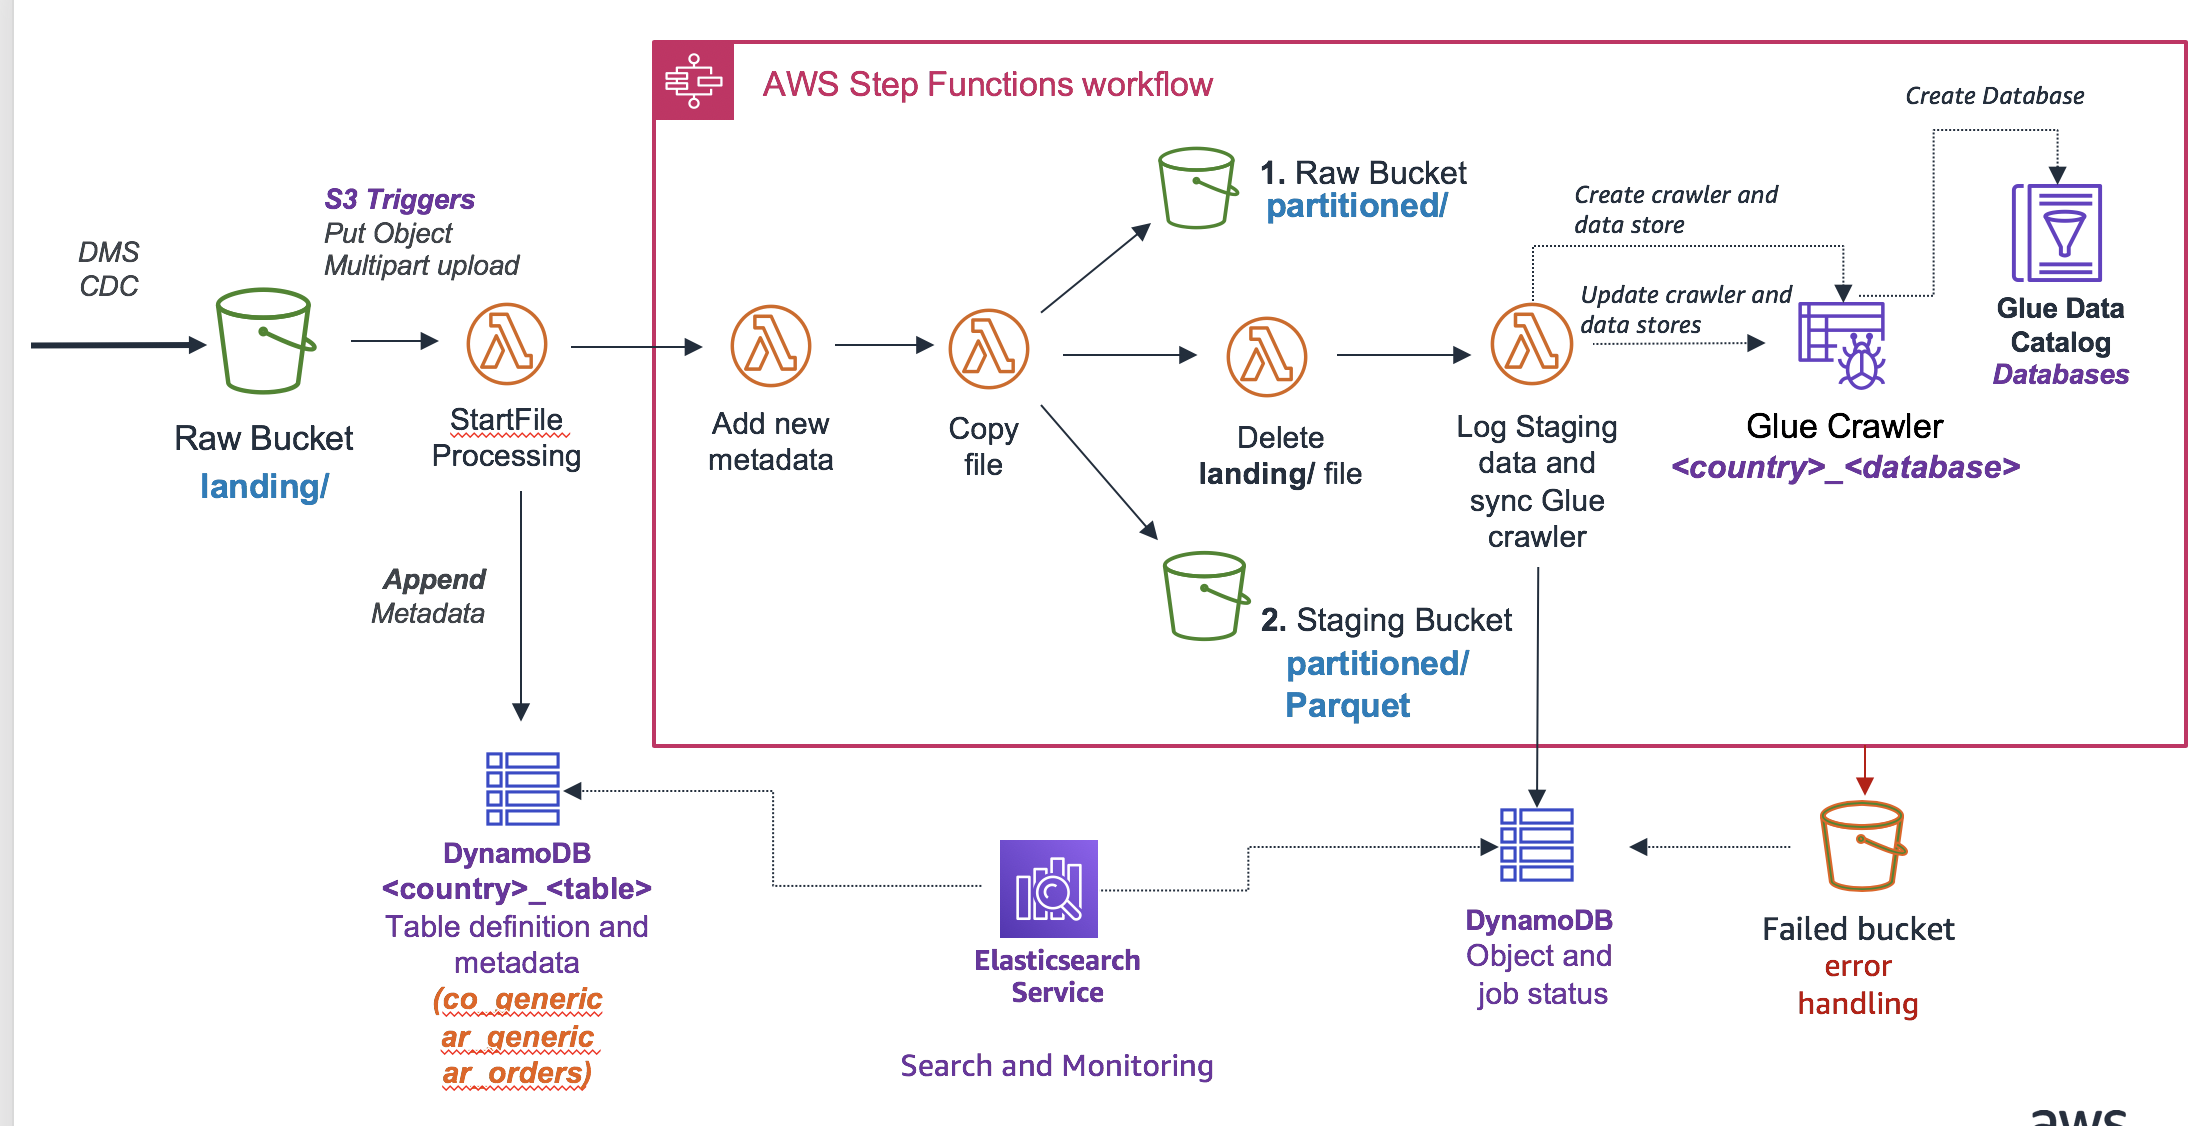 AWS Step Functions workflow
Create Database
DMS
CDC
S3 Triggers
Put Object
Multipart upload
1. Raw Bucket
partitioned/
Create crawler and
data store
Update crawler and
data stores
Glue Data
Catalog
Databases
Raw Bucket
landing/
StartFile
Processing
Add new
metadata
Copy
file
Delete
landing/ file
Log Staging
data and
sync Glue
crawler
Glue Crawler
<country>_<database>
Append
Metadata
2. Staging Bucket
partitioned/
Parquet
DynamoDB
<country>_<table>
Table definition and
metadata
(co_generic
ar_generic
ar_orders)
Elasticsearch
Service
Search and Monitoring
DynamoDB
Object and
job status
Failed bucket
error
handling
aws